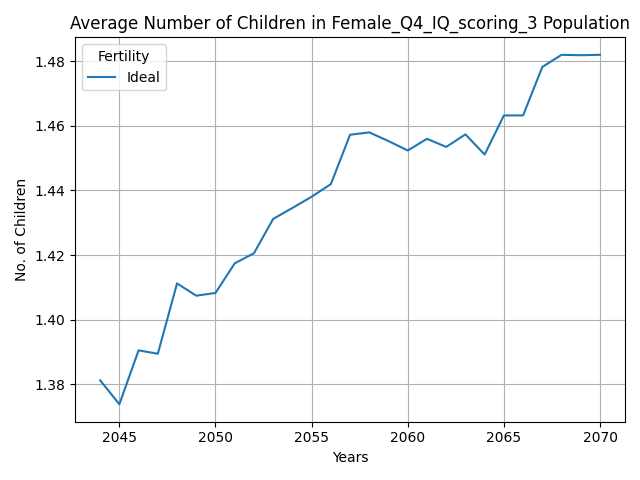 Average Number of Children in Female_Q4_IQ_scoring_3 Population
Fertility
Ideal
No. of Children
1.48
1.46
1.44
1.42
1.40
1.38
2045
2050
2055
2060
2065
2070
Years